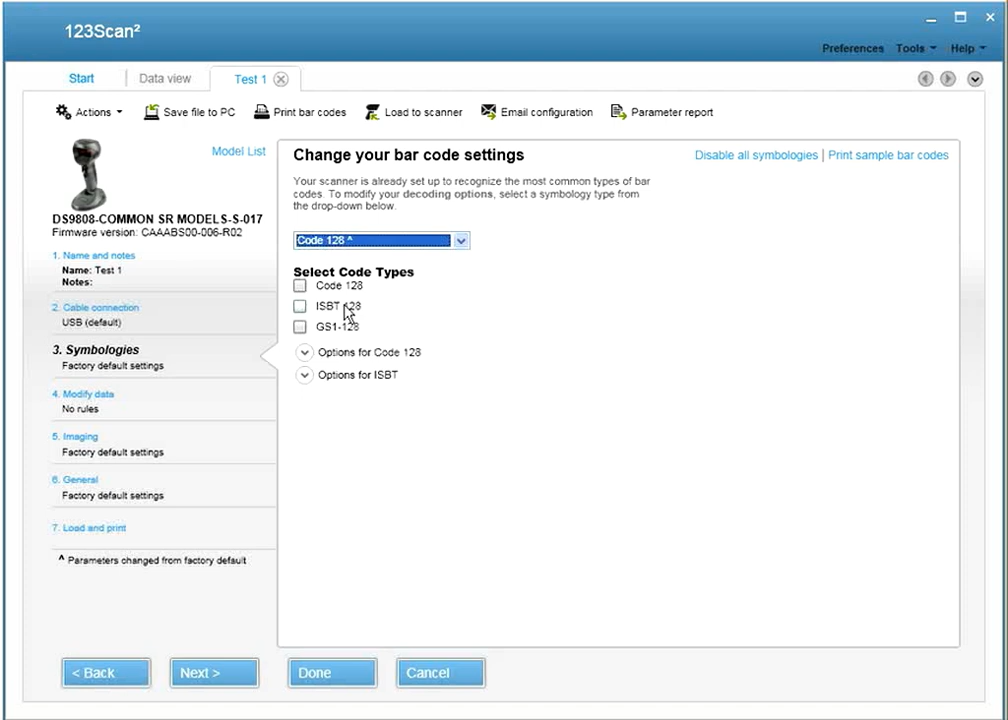 123Scan²
Preferences Tools Help
Start Data view Test 1
Actions Save file to PC Print bar codes Load to scanner Email configuration Parameter report
Model List
DS9808-COMMON SR MODELS-S-017
Firmware version: CAAABS00-006-R02
1. Name and notes
Name: Test 1
Notes:
2. Cable connection
USB (default)
3. Symbologies
Factory default settings
4. Modify data
No rules
5. Imaging
Factory default settings
6. General
Factory default settings
7. Load and print
^ Parameters changed from factory default
Change your bar code settings
Disable all symbologies | Print sample bar codes
Your scanner is already set up to recognize the most common types of bar
codes. To modify your decoding options, select a symbology type from
the drop-down below.
Code 128 ^
Select Code Types
Code 128
ISBT 128
GS1-128
Options for Code 128
Options for ISBT
< Back Next > Done Cancel